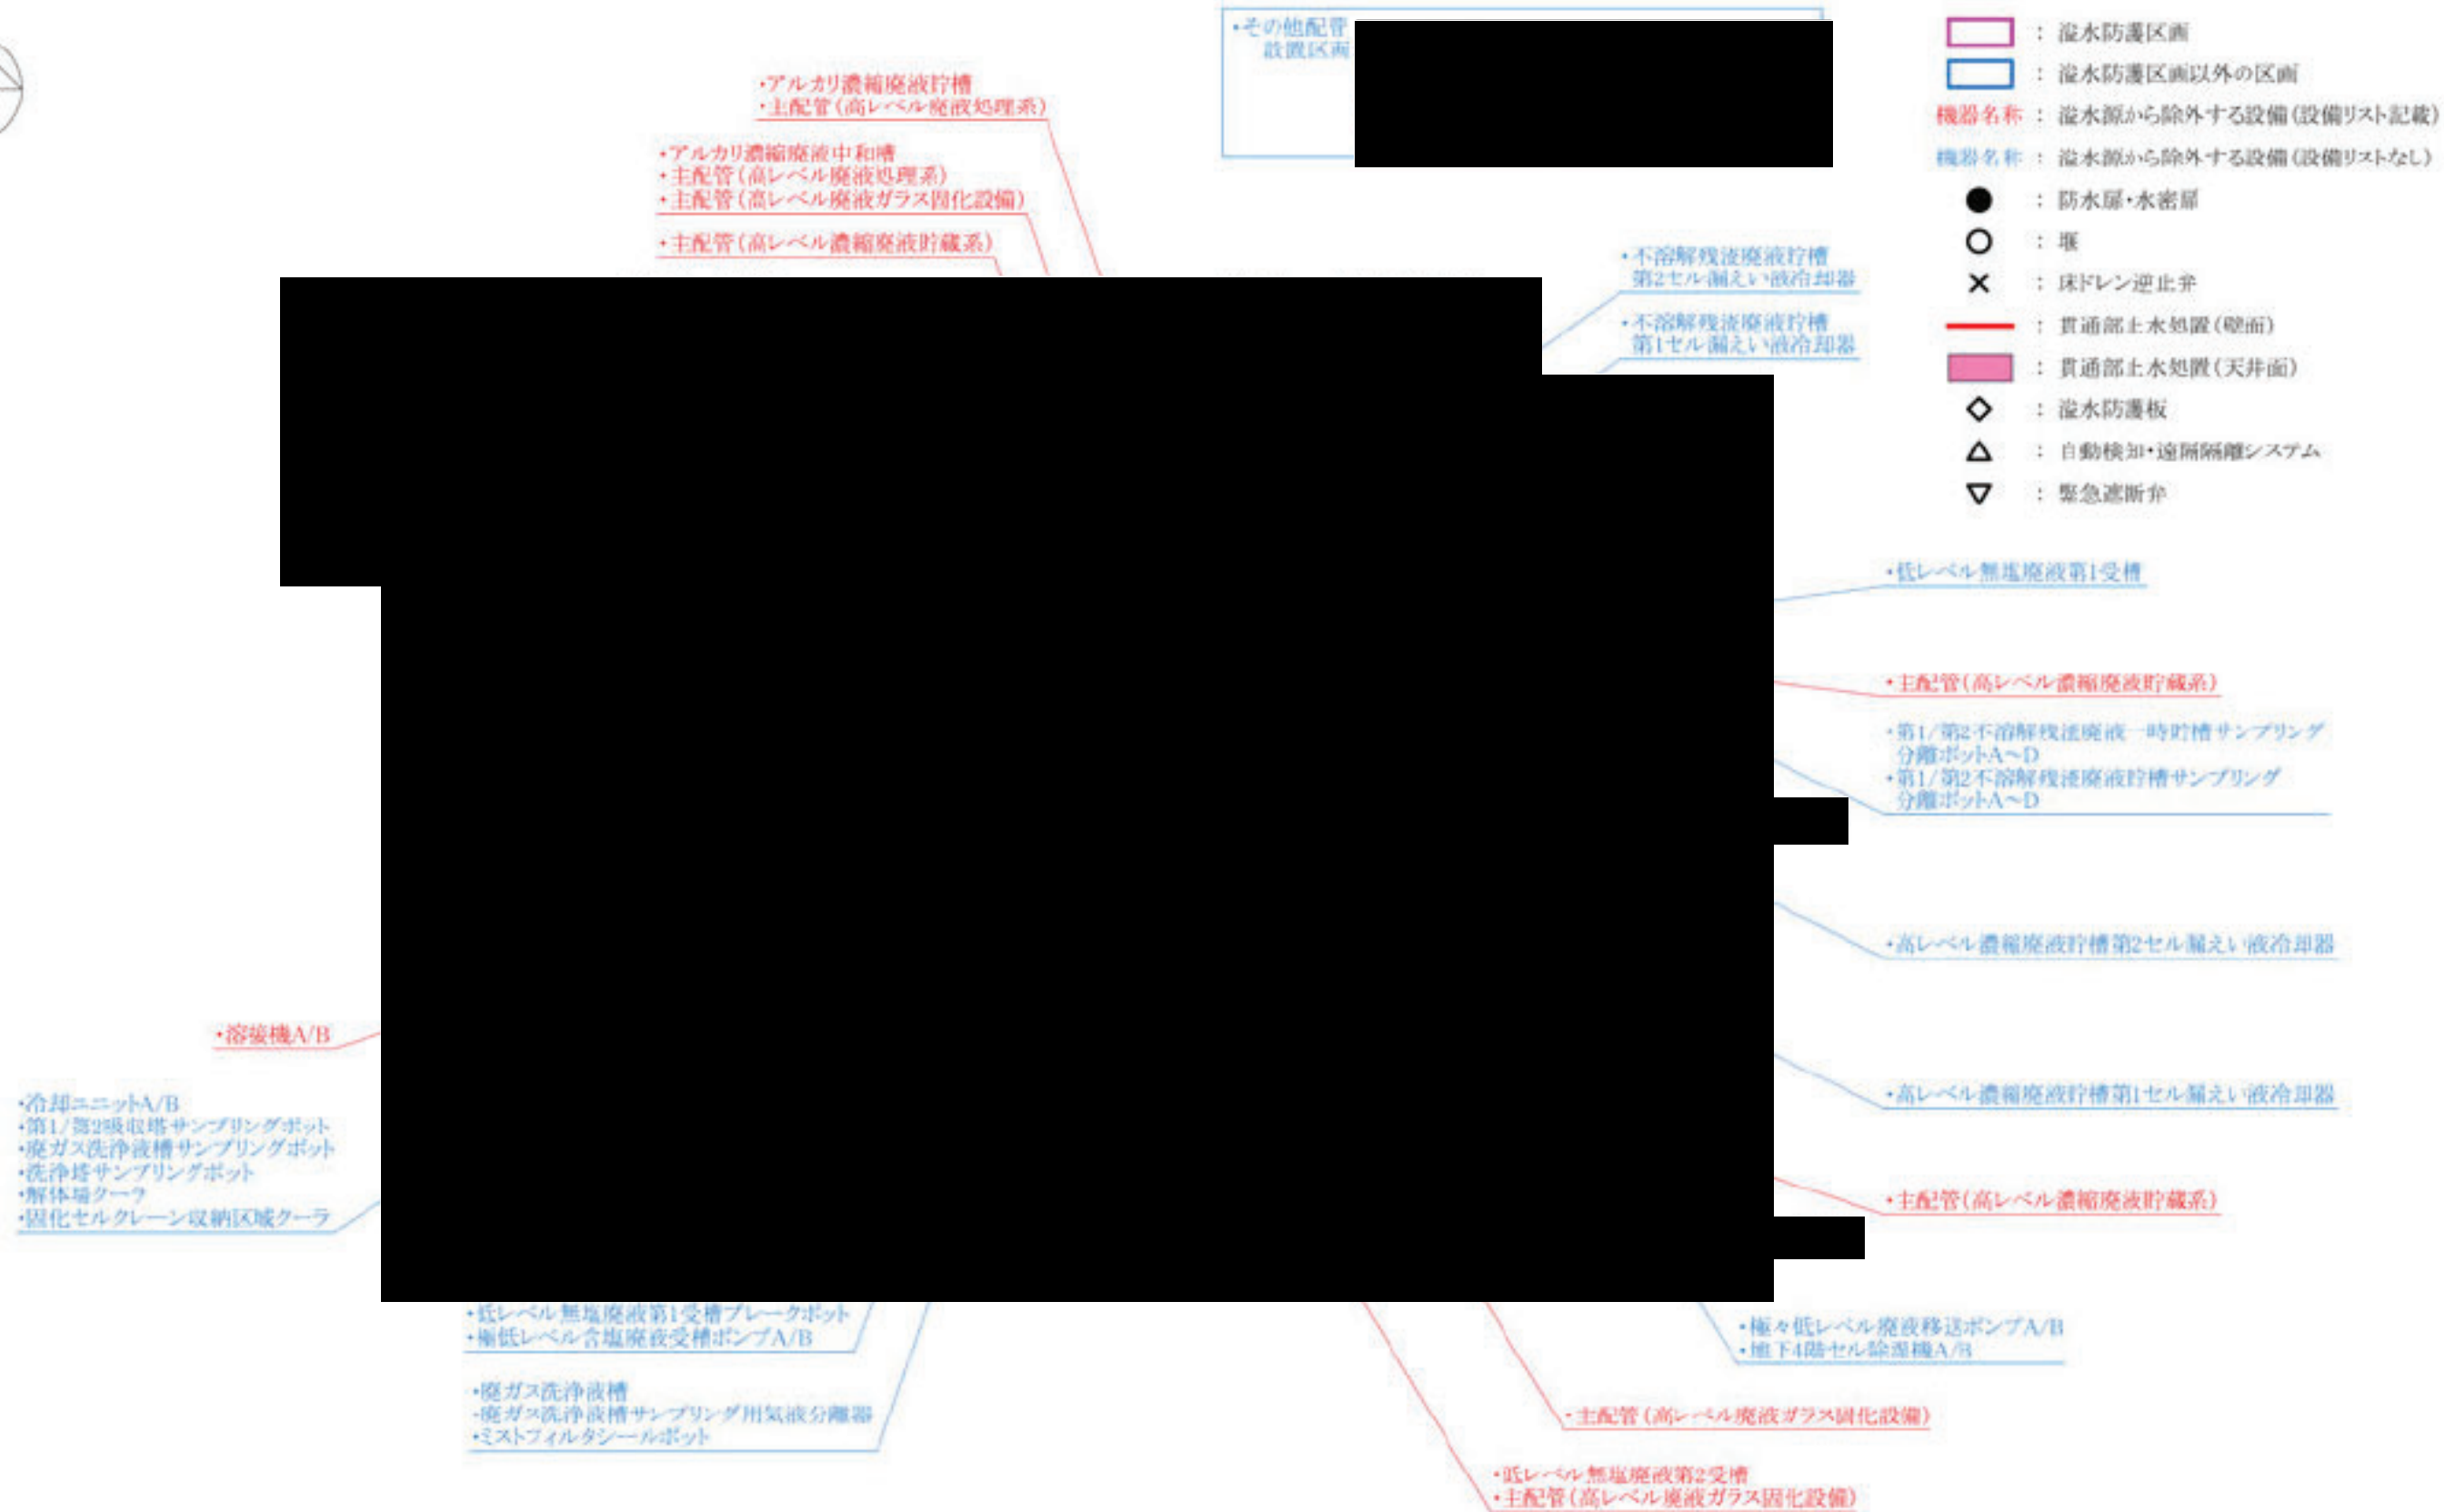 ・その他配管
設置区画
：溢水防護区画
：溢水防護区画以外の区画
機器名称：溢水源から除外する設備(設備リスト記載)
機器名称：溢水源から除外する設備(設備リストなし)
：防水扉・水密扉
：堰
：床ドレン逆止弁
：貫通部止水処置(壁面)
：貫通部止水処置(天井面)
：溢水防護板
：自動検知・遠隔隔離システム
：緊急遮断弁
・アルカリ濃縮廃液貯槽
・主配管(高レベル廃液処理系)
・アルカリ濃縮廃液中和槽
・主配管(高レベル廃液処理系)
・主配管(高レベル廃液ガラス固化設備)
・主配管(高レベル濃縮廃液貯蔵系)
・不溶解残渣廃液貯槽
第2セル漏えい液冷却器
・不溶解残渣廃液貯槽
第1セル漏えい液冷却器
・低レベル無塩廃液第1受槽
・主配管(高レベル濃縮廃液貯蔵系)
・第1/第2不溶解残渣廃液一時貯槽サンプリング
分離ポットA～D
・第1/第2不溶解残渣廃液貯槽サンプリング
分離ポットA～D
・高レベル濃縮廃液貯槽第2セル漏えい液冷却器
・溶接機A/B
・高レベル濃縮廃液貯槽第1セル漏えい液冷却器
・冷却ユニットA/B
・第1/第2吸収塔サンプリングポット
・廃ガス洗浄液槽サンプリングポット
・洗浄塔サンプリングポット
・解体場クーラ
・固化セルクレーン収納区域クーラ
・主配管(高レベル濃縮廃液貯蔵系)
・低レベル無塩廃液第1受槽ブレークポット
・極低レベル含塩廃液受槽ポンプA/B
・極々低レベル廃液移送ポンプA/B
・地下4階セル除湿機A/B
・廃ガス洗浄液槽
・廃ガス洗浄液槽サンプリング用気液分離器
・ミストフィルタシールポット
・主配管(高レベル廃液ガラス固化設備)
・低レベル無塩廃液第2受槽
・主配管(高レベル廃液ガラス固化設備)